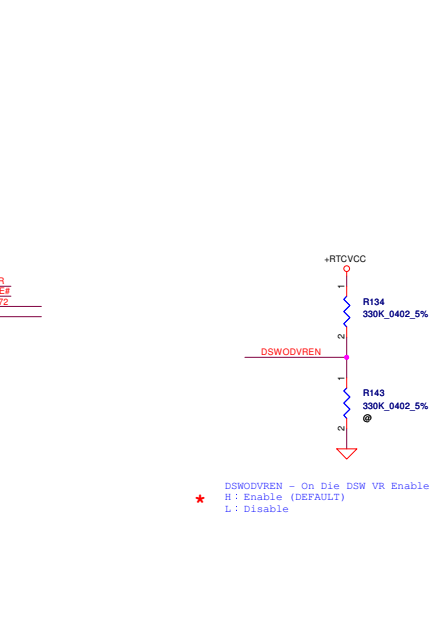 +RTCVCC
R
E#
72
1
R134
330K_0402_5%
2
DSWODVREN
1
R143
330K_0402_5%
@
2
DSWODVREN - On Die DSW VR Enable
★ H：Enable (DEFAULT)
L：Disable